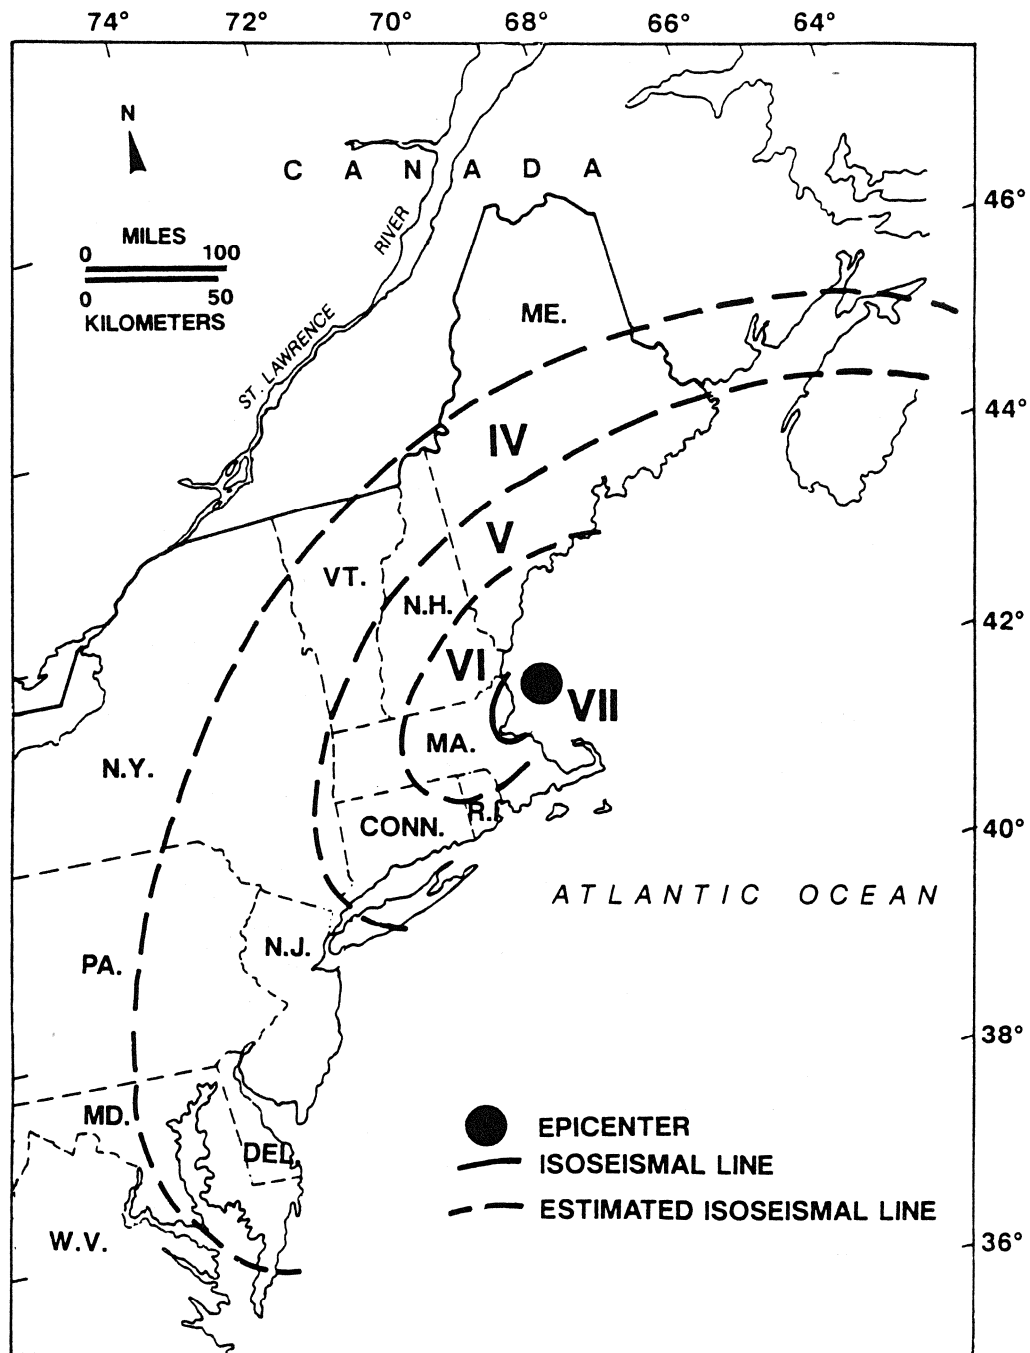 74° 72° 70° 68° 66° 64°
N
C A N A D A
46°
MILES
0 100
0 50
KILOMETERS
RIVER
ST. LAWRENCE
ME.
44°
IV
V
VT.
N.H.
42°
VI
VII
MA.
N.Y.
R.I.
CONN.
40°
ATLANTIC OCEAN
N.J.
PA.
38°
MD.
DEL
W.V.
EPICENTER
ISOSEISMAL LINE
ESTIMATED ISOSEISMAL LINE
36°